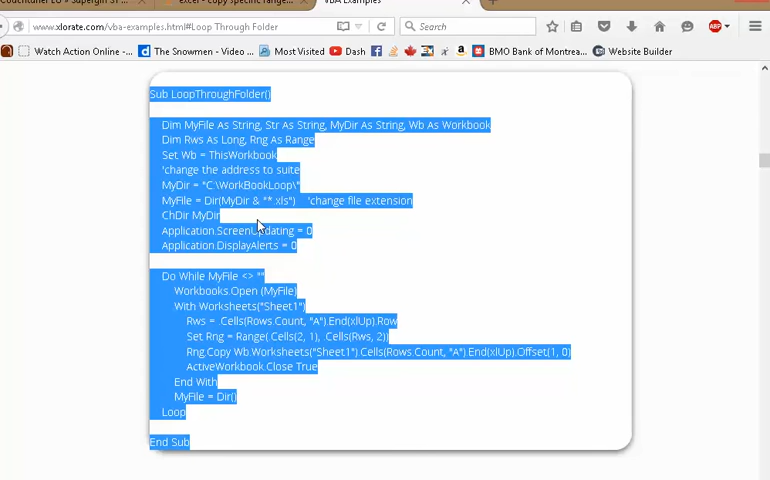 excel - copy specific range...
VBA Examples
www.xlorate.com/vba-examples.html#Loop Through Folder
Search
ABP
Watch Action Online - ...
The Snowmen - Video ...
Most Visited
Dash
BMO Bank of Montrea...
Website Builder
Sub LoopThroughFolder()
Dim MyFile As String, Str As String, MyDir As String, Wb As Workbook
Dim Rws As Long, Rng As Range
Set Wb = ThisWorkbook
'change the address to suite
MyDir = "C:\WorkBookLoop\"
MyFile = Dir(MyDir & "*.xls") 'change file extension
ChDir MyDir
Application.ScreenUpdating = 0
Application.DisplayAlerts = 0
Do While MyFile <> ""
Workbooks.Open (MyFile)
With Worksheets("Sheet1")
Rws = .Cells(Rows.Count, "A").End(xlUp).Row
Set Rng = Range(.Cells(2, 1), .Cells(Rws, 2))
Rng.Copy Wb.Worksheets("Sheet1").Cells(Rows.Count, "A").End(xlUp).Offset(1, 0)
ActiveWorkbook.Close True
End With
MyFile = Dir()
Loop
End Sub